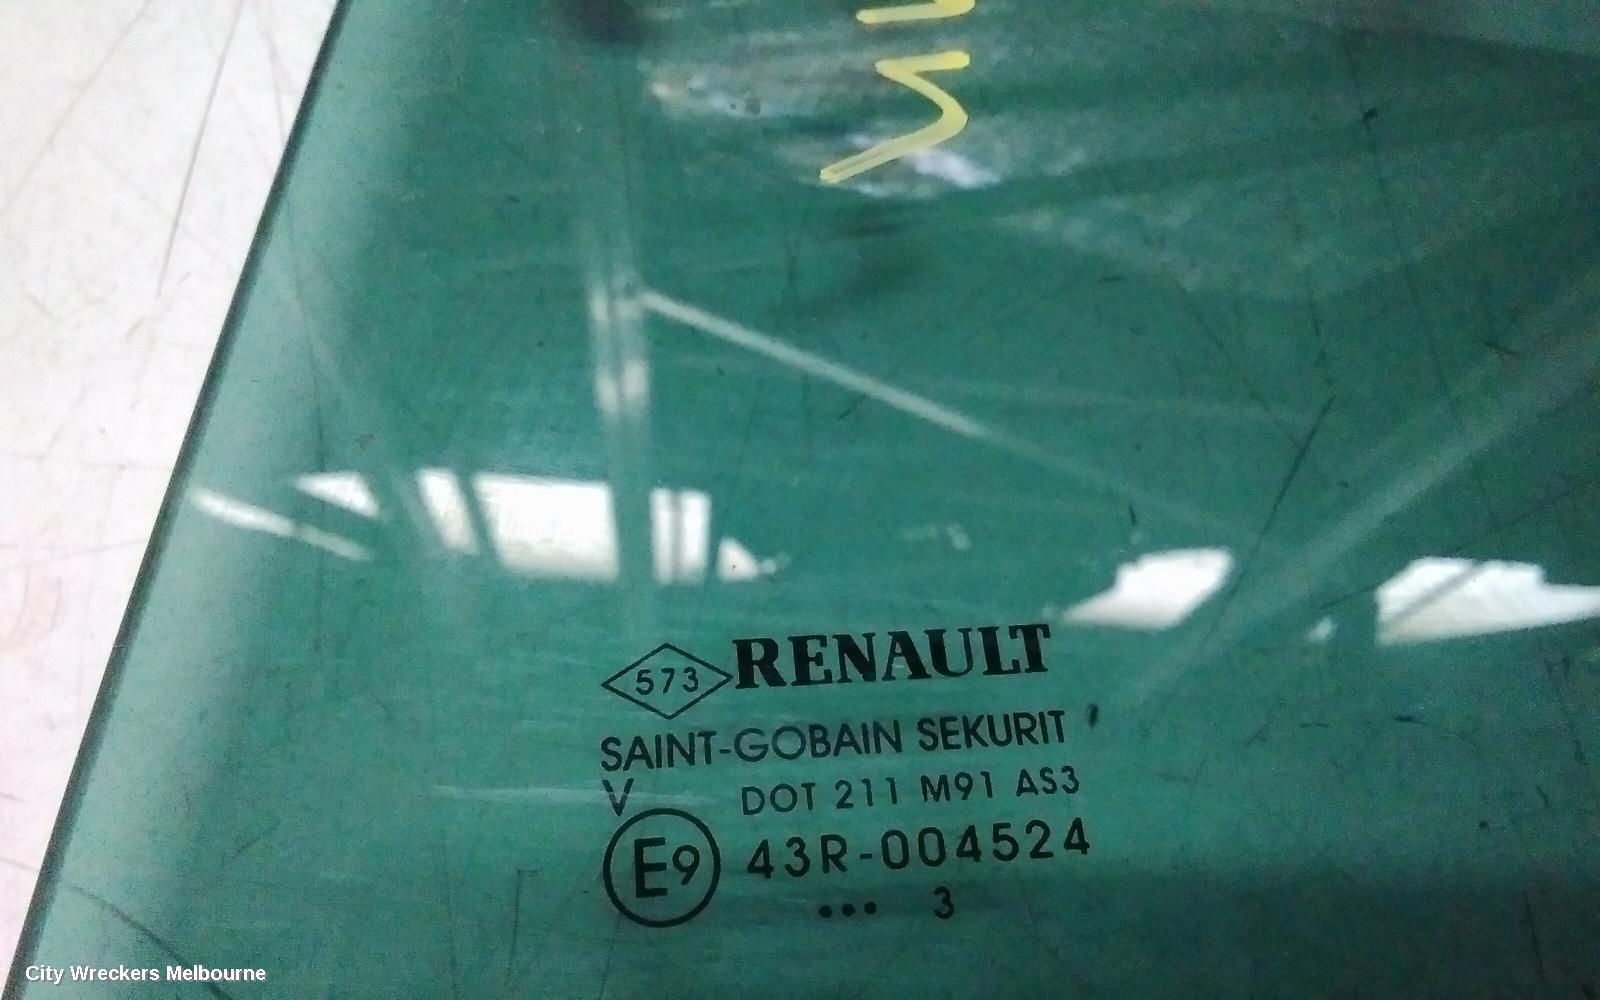 573 RENAULT
SAINT-GOBAIN SEKURIT
V DOT 211 M91 AS3
E9 43R-004524
••• 3
City Wreckers Melbourne